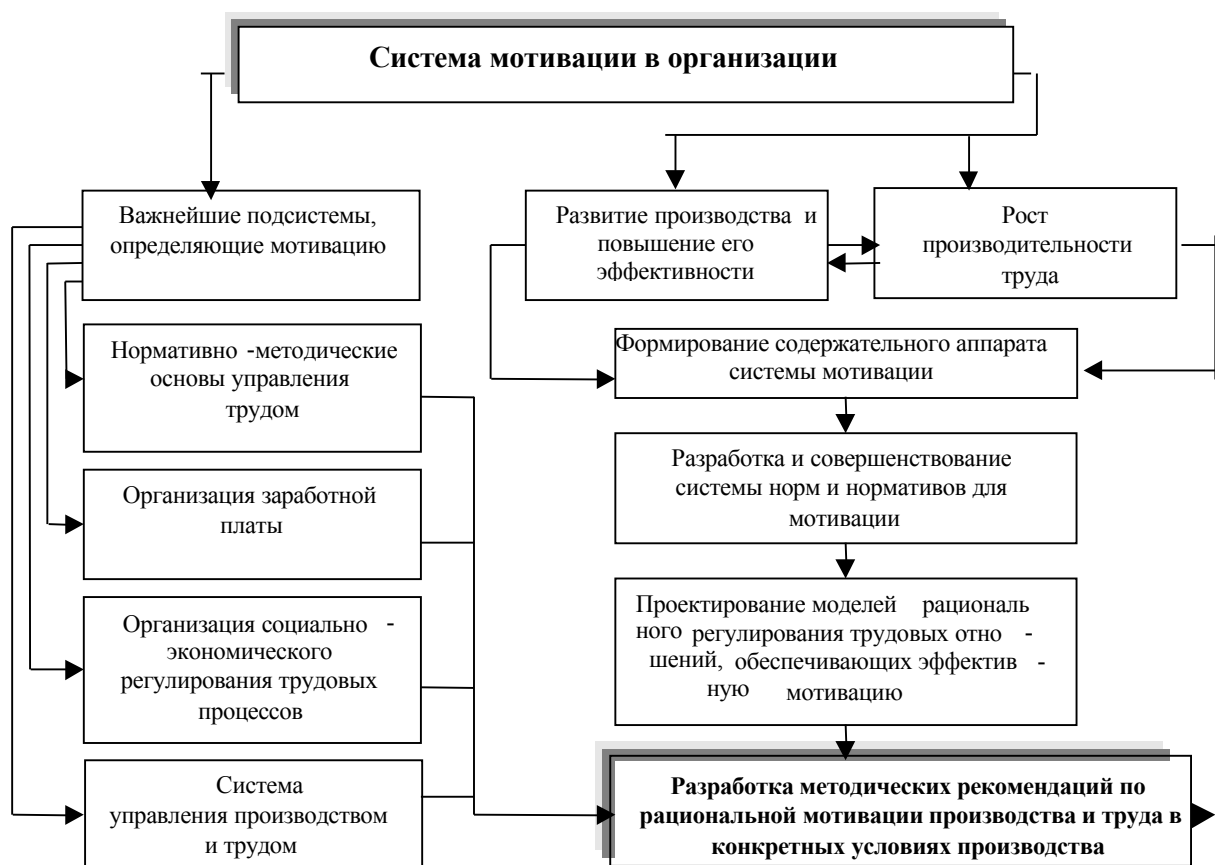 Система мотивации в организации
Важнейшие подсистемы,
определяющие мотивацию
Развитие производства и
повышение его
эффективности
Рост
производительности
труда
Нормативно -методические
основы управления
трудом
Организация заработной
платы
Организация социально -
экономического
регулирования трудовых
процессов
Система
управления производством
и трудом
Формирование содержательного аппарата
системы мотивации
Разработка и совершенствование
системы норм и нормативов для
мотивации
Проектирование моделей рациональ
ного регулирования трудовых отно -
шений, обеспечивающих эффектив -
ную мотивацию
Разработка методических рекомендаций по
рациональной мотивации производства и труда в
конкретных условиях производства